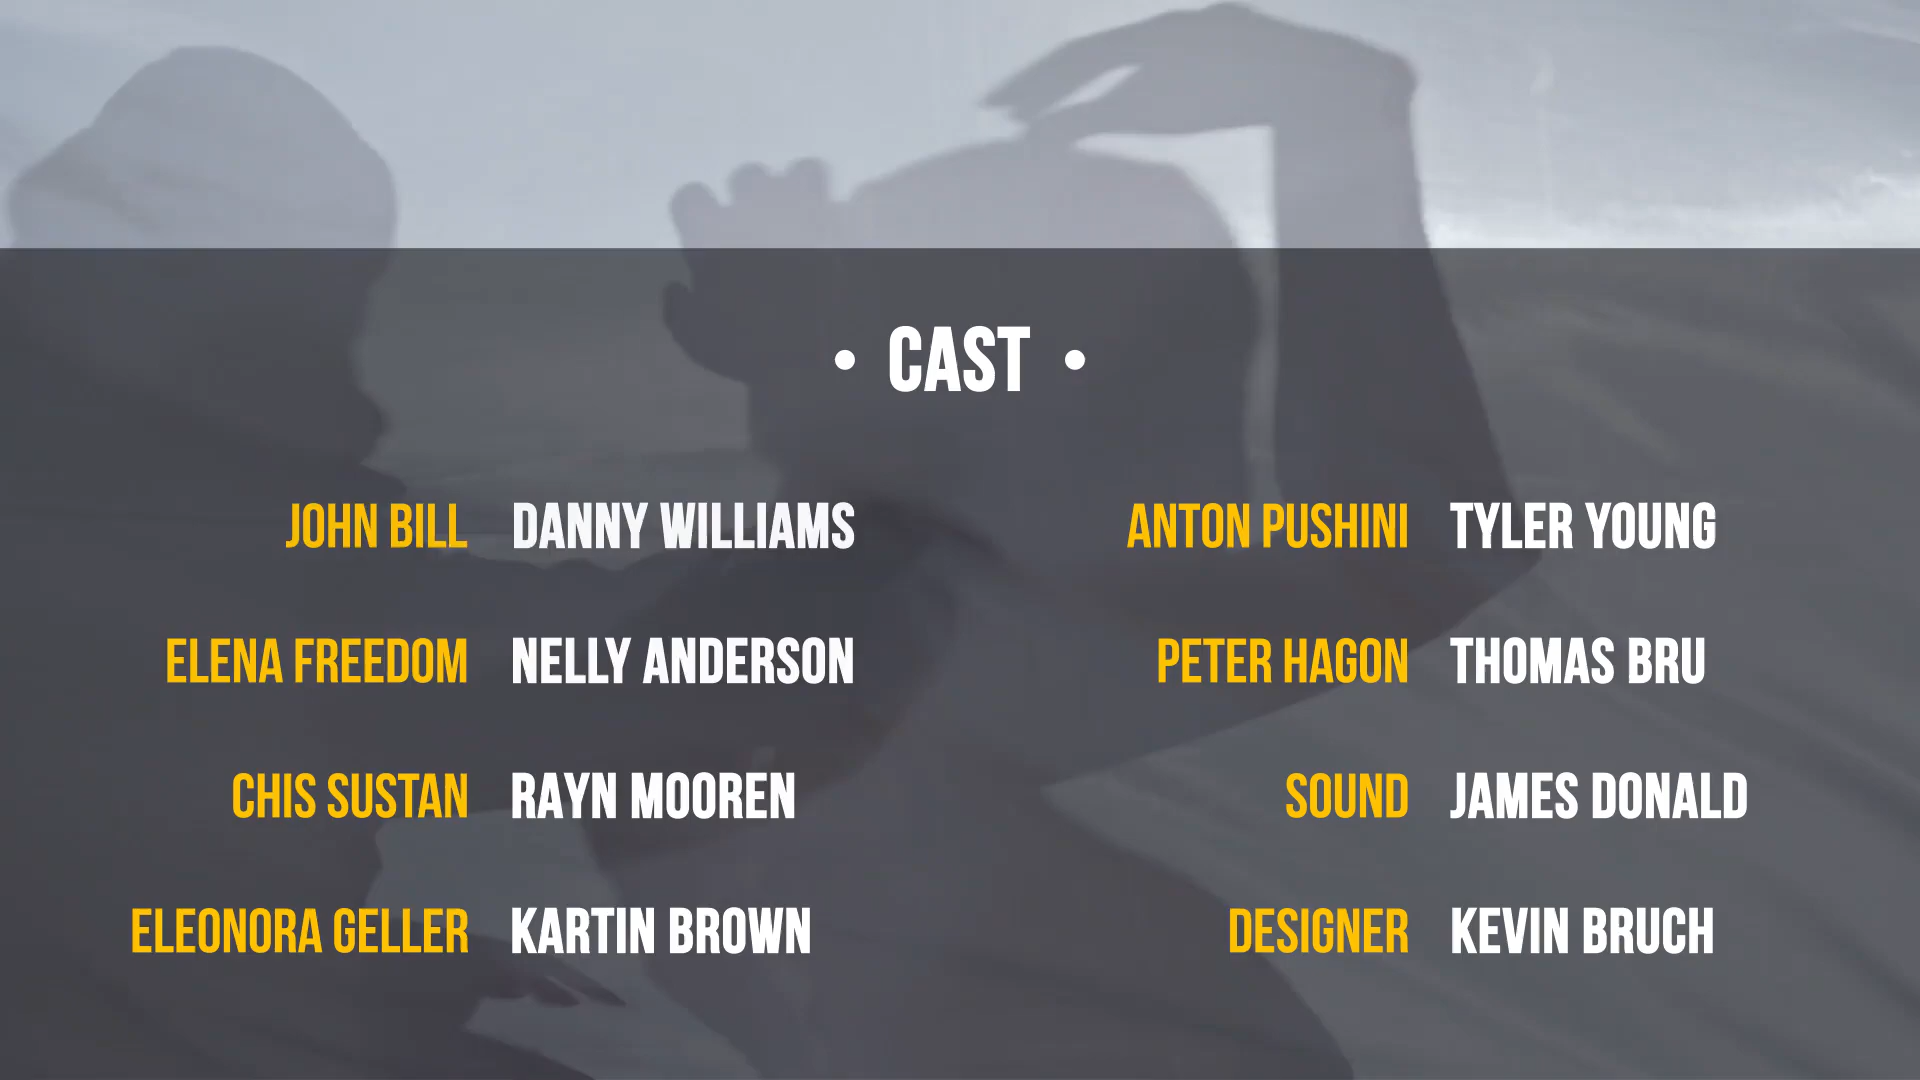 • CAST •
JOHN BILL DANNY WILLIAMS
ELENA FREEDOM NELLY ANDERSON
CHIS SUSTAN RAYN MOOREN
ELEONORA GELLER KARTIN BROWN
ANTON PUSHINI TYLER YOUNG
PETER HAGON THOMAS BRU
SOUND JAMES DONALD
DESIGNER KEVIN BRUCH